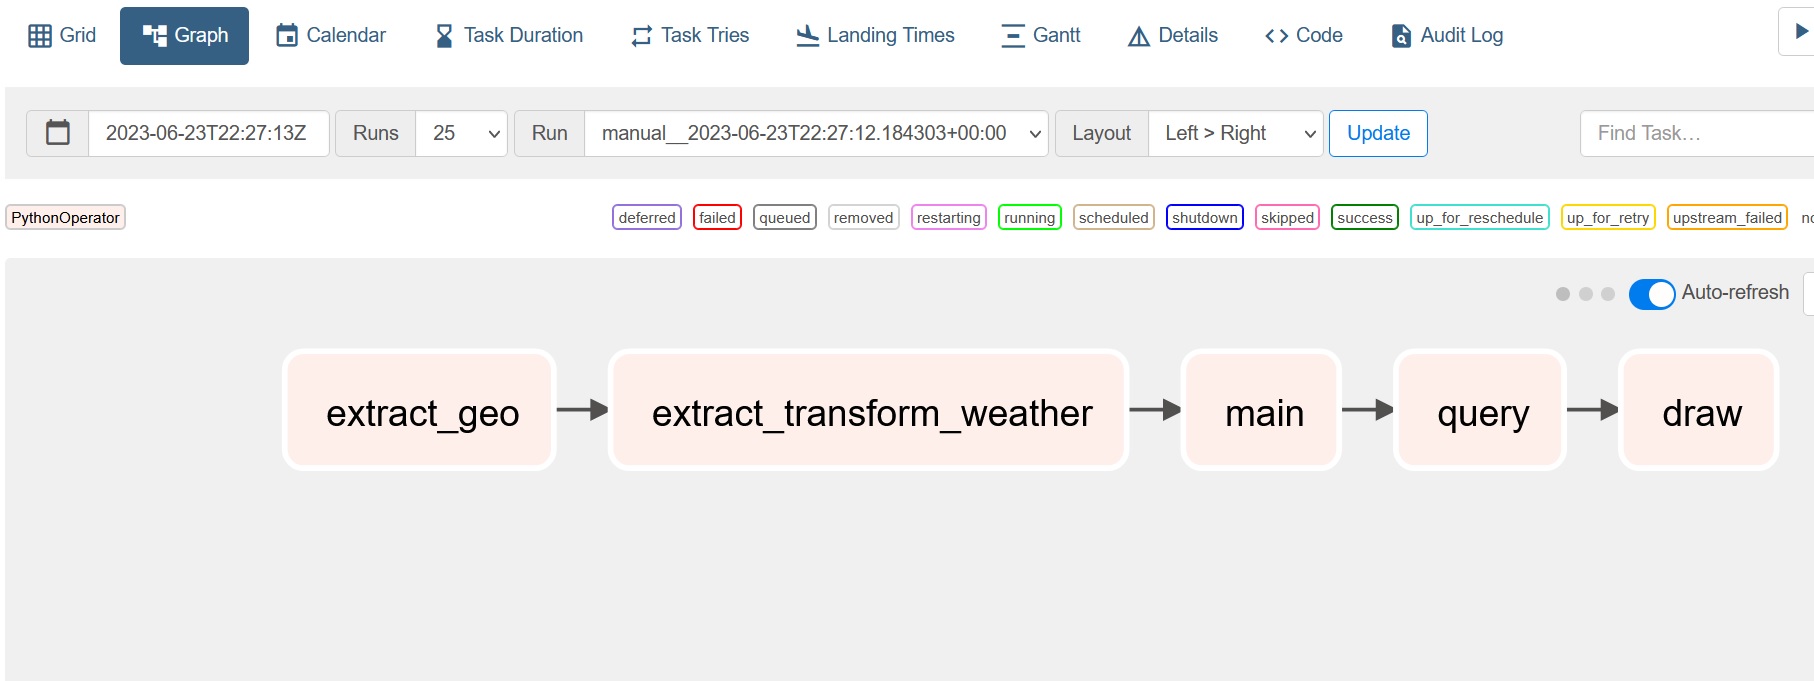 Grid Graph Calendar Task Duration Task Tries Landing Times Gantt Details Code Audit Log
2023-06-23T22:27:13Z Runs 25 Run manual__2023-06-23T22:27:12.184303+00:00 Layout Left > Right Update Find Task…
PythonOperator deferred failed queued removed restarting running scheduled shutdown skipped success up_for_reschedule up_for_retry upstream_failed
Auto-refresh
extract_geo extract_transform_weather main query draw